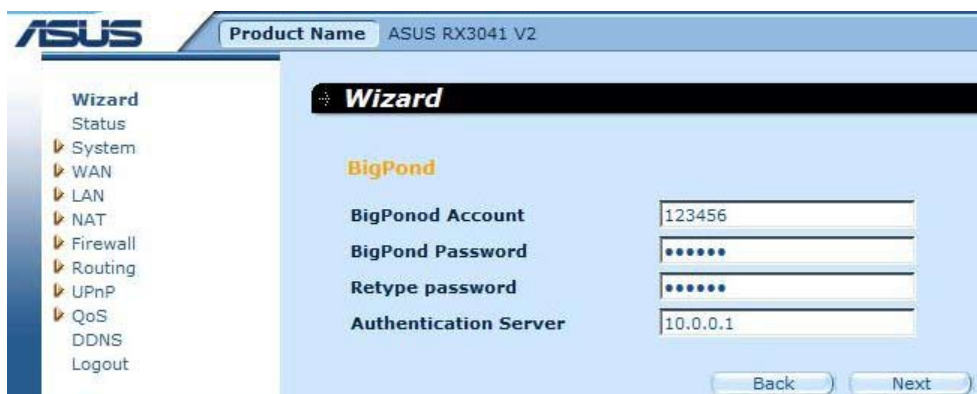 ASUS
Product Name ASUS RX3041 V2
Wizard
Status
System
WAN
LAN
NAT
Firewall
Routing
UPnP
QoS
DDNS
Logout
Wizard
BigPond
BigPonod Account 123456
BigPond Password ••••••
Retype password ••••••
Authentication Server 10.0.0.1
Back Next